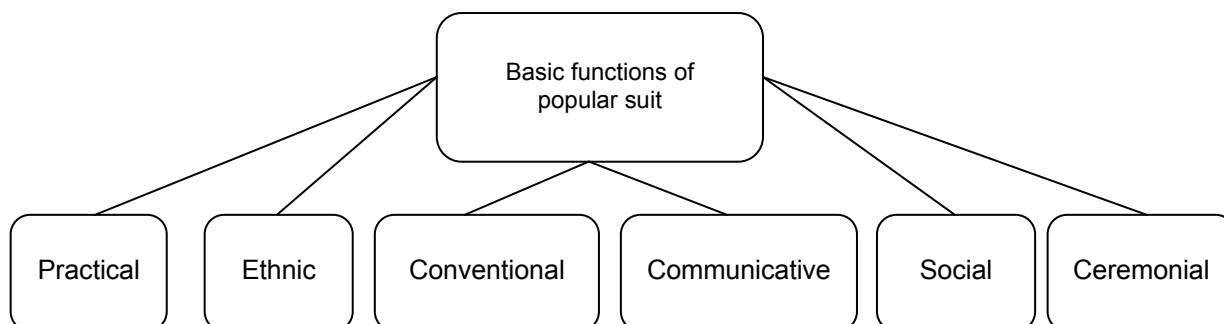 Basic functions of
popular suit
Practical
Ethnic
Conventional
Communicative
Social
Ceremonial